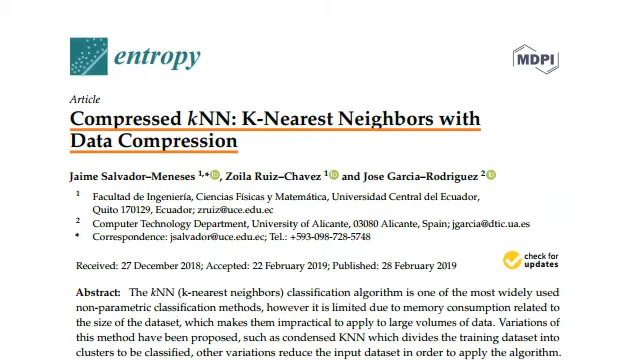 entropy
MDPI
Article
Compressed kNN: K-Nearest Neighbors with
Data Compression
Jaime Salvador–Meneses 1,* iD, Zoila Ruiz–Chavez 1 iD and Jose Garcia–Rodriguez 2 iD
1 Facultad de Ingeniería, Ciencias Físicas y Matemática, Universidad Central del Ecuador,
Quito 170129, Ecuador; zruiz@uce.edu.ec
2 Computer Technology Department, University of Alicante, 03080 Alicante, Spain; jgarcia@dtic.ua.es
* Correspondence: jsalvador@uce.edu.ec; Tel.: +593-098-728-5748
check for
updates
Received: 27 December 2018; Accepted: 22 February 2019; Published: 28 February 2019
Abstract: The kNN (k-nearest neighbors) classification algorithm is one of the most widely used
non-parametric classification methods, however it is limited due to memory consumption related to
the size of the dataset, which makes them impractical to apply to large volumes of data. Variations of
this method have been proposed, such as condensed KNN which divides the training dataset into
clusters to be classified, other variations reduce the input dataset in order to apply the algorithm.